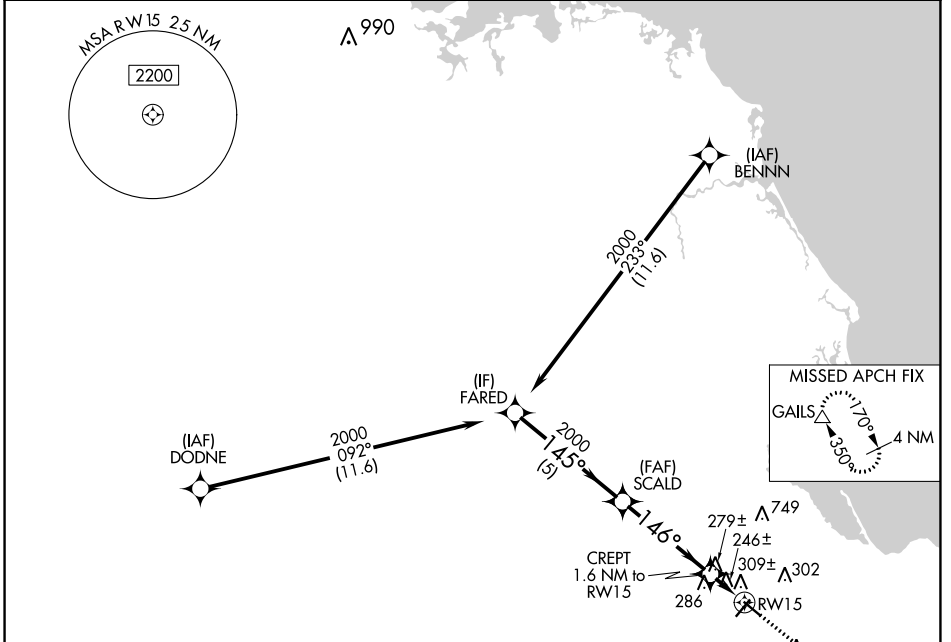 MSA RW15 25 NM
2200
990
(IAF)
BENNN
2000
233°
(11.6)
(IF)
FARED
(IAF)
DODNE
2000
092°
(11.6)
2000
145°
(5)
(FAF)
SCALD
146°
MISSED APCH FIX
GAILS
170°
350°
4 NM
749
279±
246±
309±
302
CREPT
1.6 NM to
RW15
286
RW15